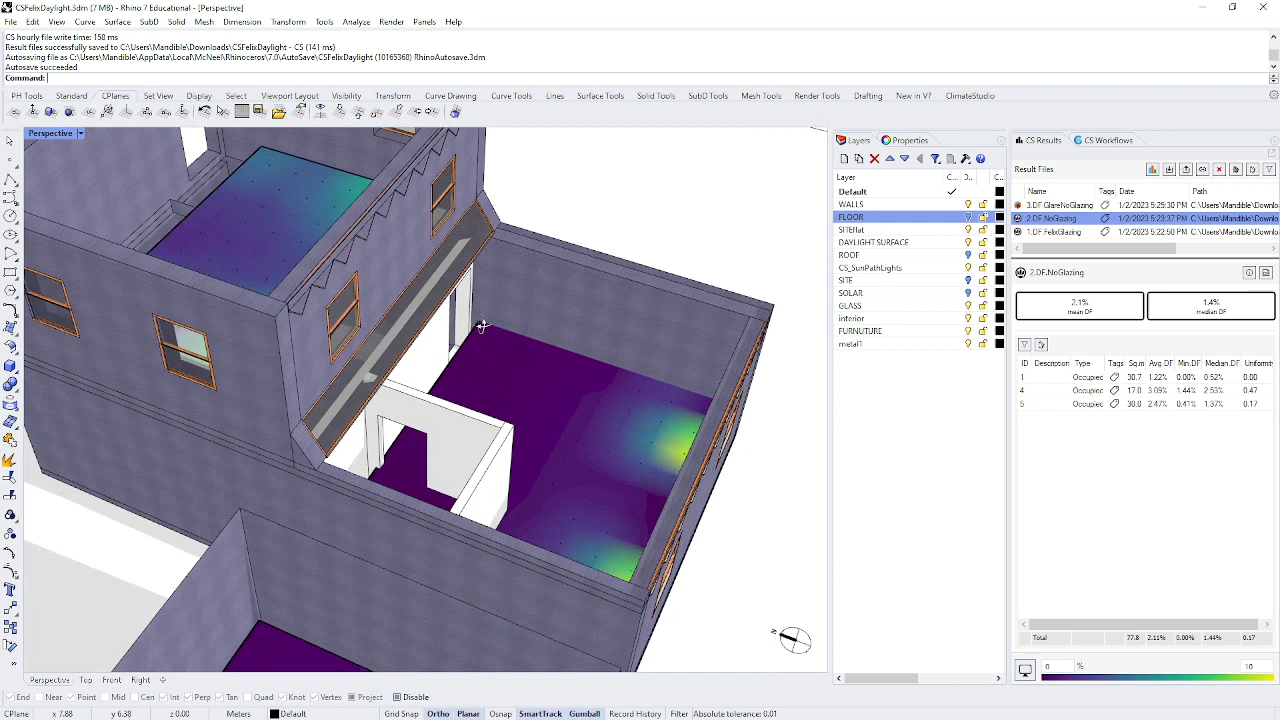 CSFelixDaylight.3dm (7 MB) - Rhino 7 Educational - [Perspective]
File Edit View Curve Surface SubD Solid Mesh Dimension Transform Tools Analyze Render Panels Help
CS hourly file write time: 158 ms
Result files successfully saved to C:\Users\Mandible\Downloads\CSFelixDaylight - CS (141 ms)
Autosaving file as C:\Users\Mandible\AppData\Local\McNeel\Rhinoceros\7.0\AutoSave\CSFelixDaylight (10165368) RhinoAutosave.3dm
Autosave succeeded
Command:
PH Tools Standard CPlanes Set View Display Select Viewport Layout Visibility Transform Curve Drawing Curve Tools Lines Surface Tools Solid Tools SubD Tools Mesh Tools Render Tools Drafting New in V7 ClimateStudio
Perspective
Layers Properties
Layer C... C...
Default
WALLS
FLOOR
SITEflat
DAYLIGHT SURFACE
ROOF
CS_SunPathLights
SITE
SOLAR
GLASS
interior
FURNUTURE
metal1
CS Results CS Workflows
Result Files
Name Tags Date Path
3.DF.GlareNoGlazing 1/2/2023 5:25:30 PM C:\Users\Mandible\Downlo
2.DF.NoGlazing 1/2/2023 5:23:37 PM C:\Users\Mandible\Downlo
1.DF.FelixGlazing 1/2/2023 5:22:50 PM C:\Users\Mandible\Downlo
2.DF.NoGlazing
2.1%
mean DF
1.4%
median DF
ID Description Type Tags Sq.m Avg.DF Min.DF Median.DF Uniformity
1 Occupied 30.7 1.22% 0.00% 0.52% 0.00
4 Occupied 17.0 3.09% 1.44% 2.53% 0.47
5 Occupied 30.0 2.47% 0.41% 1.37% 0.17
Total 77.8 2.11% 0.00% 1.44% 0.17
0 % 10
N
Perspective Top Front Right
End Near Point Mid Cen Int Perp Tan Quad Knot Vertex Project Disable
CPlane x 7.88 y 6.38 z 0.00 Meters Default Grid Snap Ortho Planar Osnap SmartTrack Gumball Record History Filter Absolute tolerance: 0.01